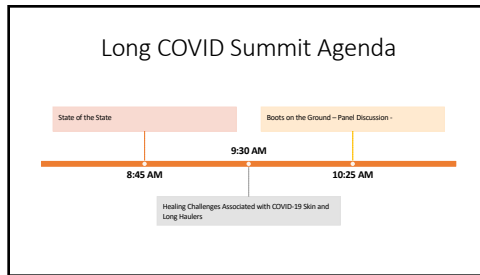 Long COVID Summit Agenda
State of the State
Boots on the Ground – Panel Discussion -
9:30 AM
8:45 AM
10:25 AM
Healing Challenges Associated with COVID-19 Skin and
Long Haulers